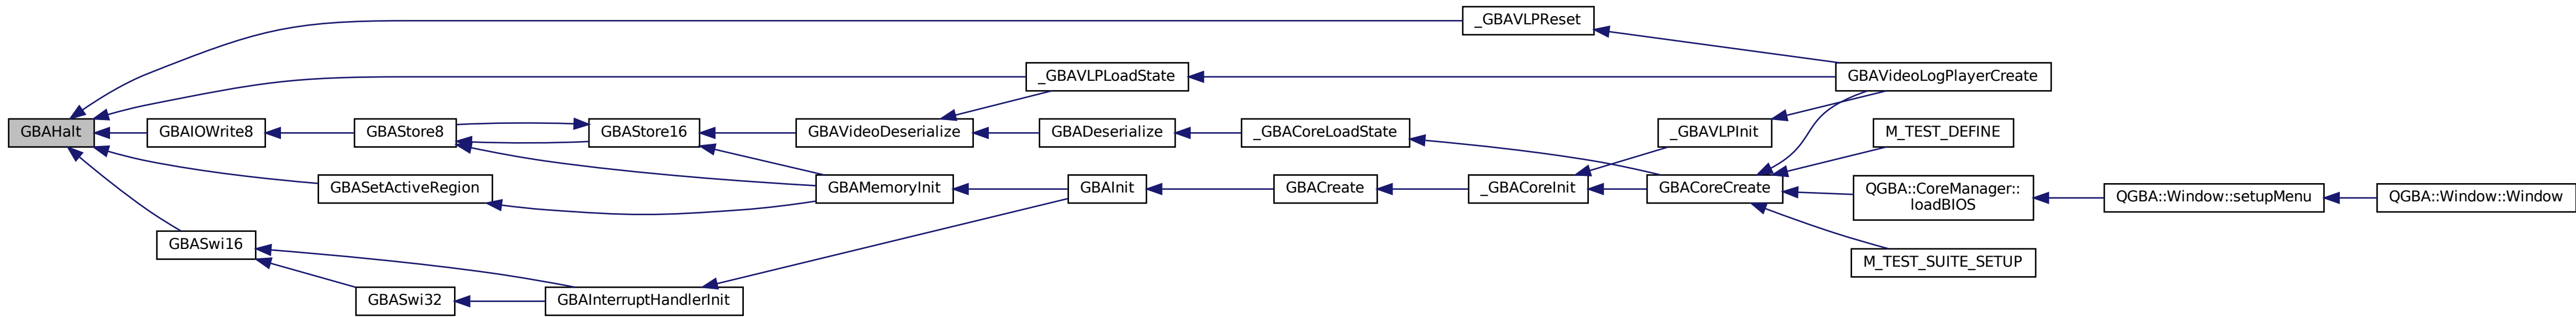 _GBAVLPReset
_GBAVLPLoadState
GBAVideoLogPlayerCreate
GBAHalt
GBAIOWrite8
GBAStore8
GBAStore16
GBAVideoDeserialize
GBADeserialize
_GBACoreLoadState
_GBAVLPInit
M_TEST_DEFINE
GBASetActiveRegion
GBAMemoryInit
GBAInit
GBACreate
_GBACoreInit
GBACoreCreate
QGBA::CoreManager::
loadBIOS
QGBA::Window::setupMenu
QGBA::Window::Window
GBASwi16
M_TEST_SUITE_SETUP
GBASwi32
GBAInterruptHandlerInit